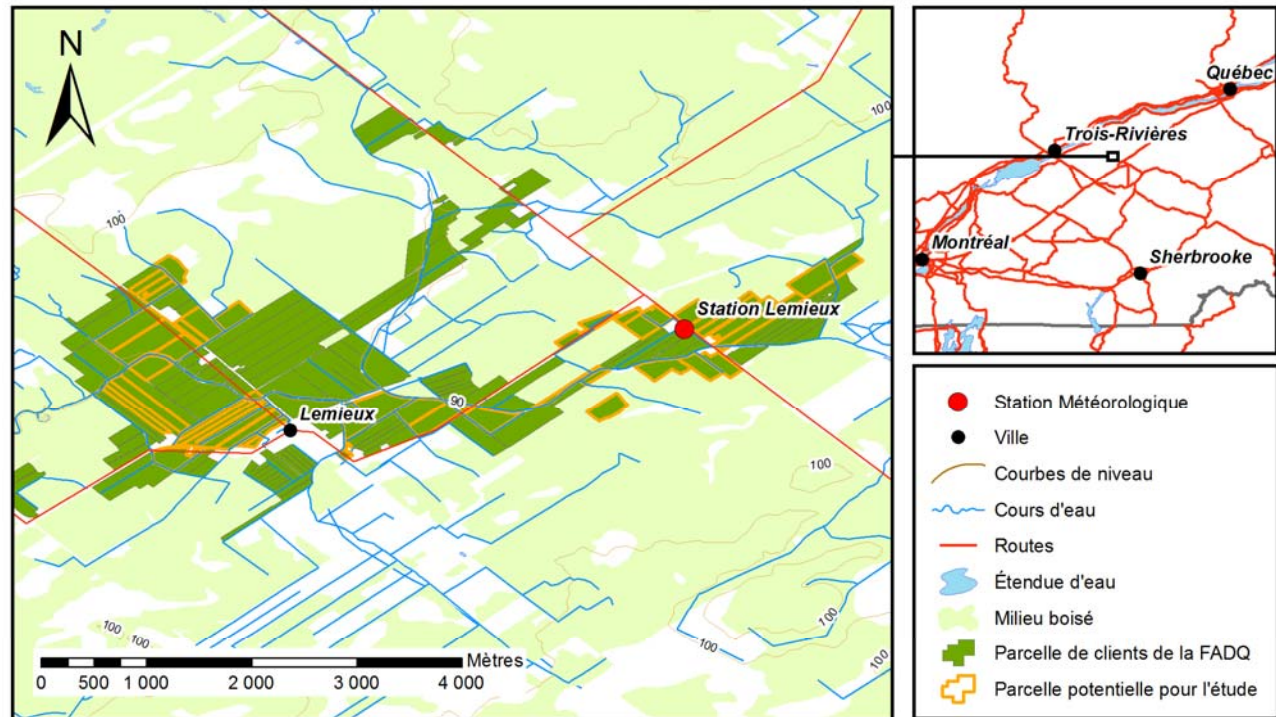 N
100
100
Station Lemieux
90
Lemieux
100
100
100
100 100
100
Mètres
0 500 1 000 2 000 3 000 4 000
Québec
Trois-Rivières
Montréal
Sherbrooke
Station Météorologique
Ville
Courbes de niveau
Cours d'eau
Routes
Étendue d'eau
Milieu boisé
Parcelle de clients de la FADQ
Parcelle potentielle pour l'étude